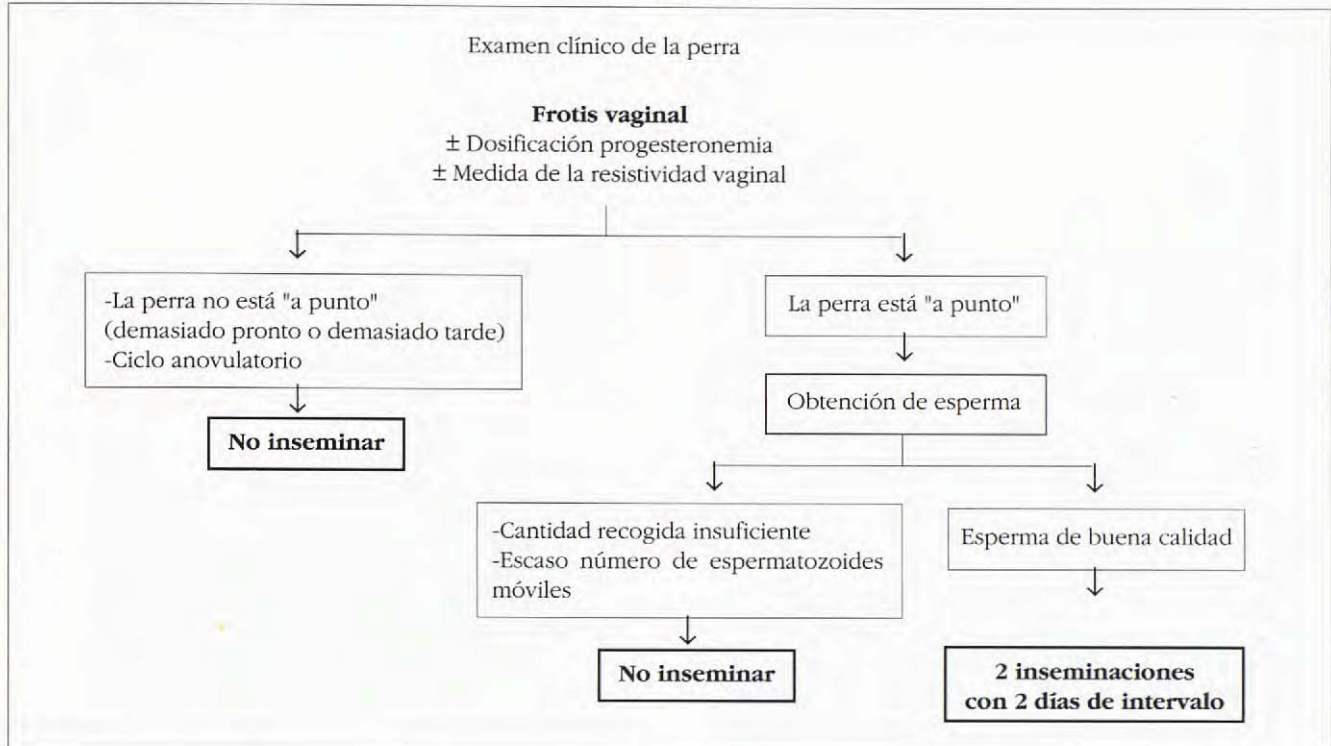 Examen clínico de la perra
Frotis vaginal
± Dosificación progesteronemia
± Medida de la resistividad vaginal
-La perra no está "a punto"
(demasiado pronto o demasiado tarde)
-Ciclo anovulatorio
No inseminar
La perra está "a punto"
Obtención de esperma
-Cantidad recogida insuficiente
-Escaso número de espermatozoides
móviles
No inseminar
Esperma de buena calidad
2 inseminaciones
con 2 días de intervalo